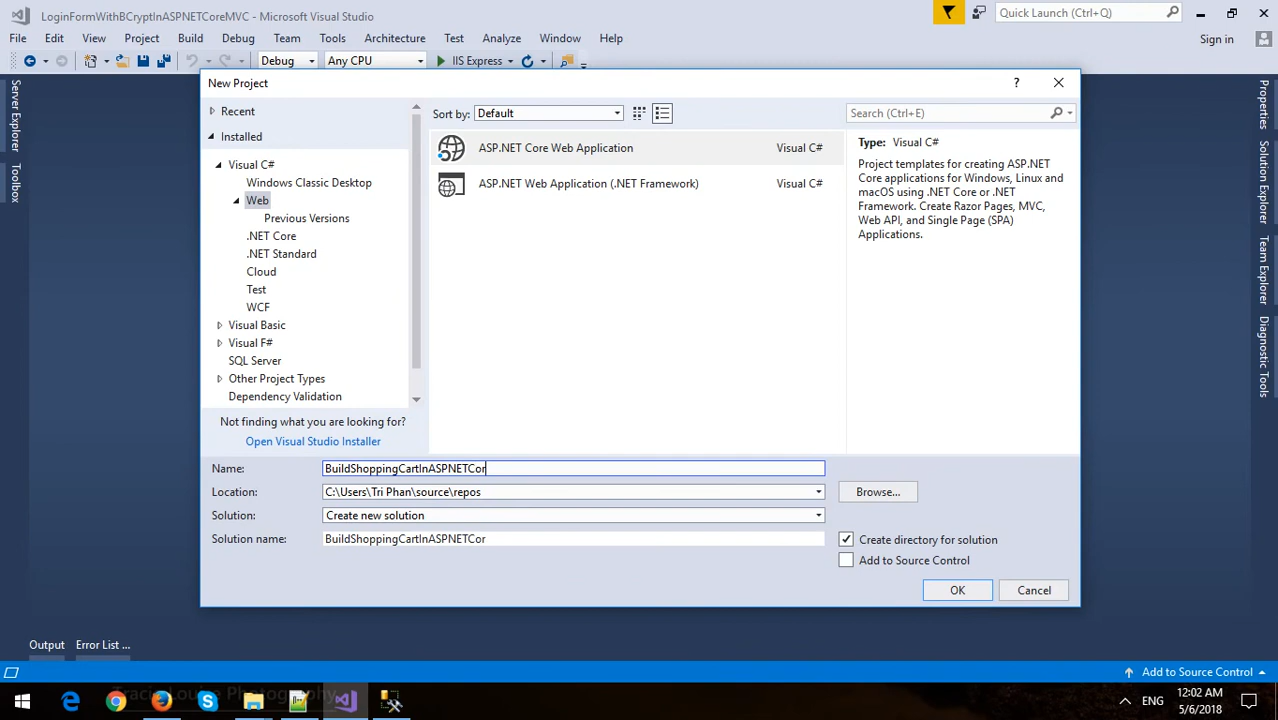 LoginFormWithBCryptInASPNETCoreMVC - Microsoft Visual Studio
Quick Launch (Ctrl+Q)
File Edit View Project Build Debug Team Tools Architecture Test Analyze Window Help
Sign in
Debug Any CPU IIS Express
New Project
?
Recent
Sort by: Default
Search (Ctrl+E)
Installed
Visual C#
Windows Classic Desktop
Web
Previous Versions
.NET Core
.NET Standard
Cloud
Test
WCF
Visual Basic
Visual F#
SQL Server
Other Project Types
Dependency Validation
Not finding what you are looking for?
Open Visual Studio Installer
ASP.NET Core Web Application Visual C#
ASP.NET Web Application (.NET Framework) Visual C#
Type: Visual C#
Project templates for creating ASP.NET
Core applications for Windows, Linux and
macOS using .NET Core or .NET
Framework. Create Razor Pages, MVC,
Web API, and Single Page (SPA)
Applications.
Name: BuildShoppingCartInASPNETCor
Location: C:\Users\Tri Phan\source\repos
Browse...
Solution: Create new solution
Solution name: BuildShoppingCartInASPNETCor
Create directory for solution
Add to Source Control
OK Cancel
Server Explorer
Toolbox
Properties
Solution Explorer
Team Explorer
Diagnostic Tools
Output Error List ...
Add to Source Control
Tracie Louise Photography
ENG
12:02 AM
5/6/2018